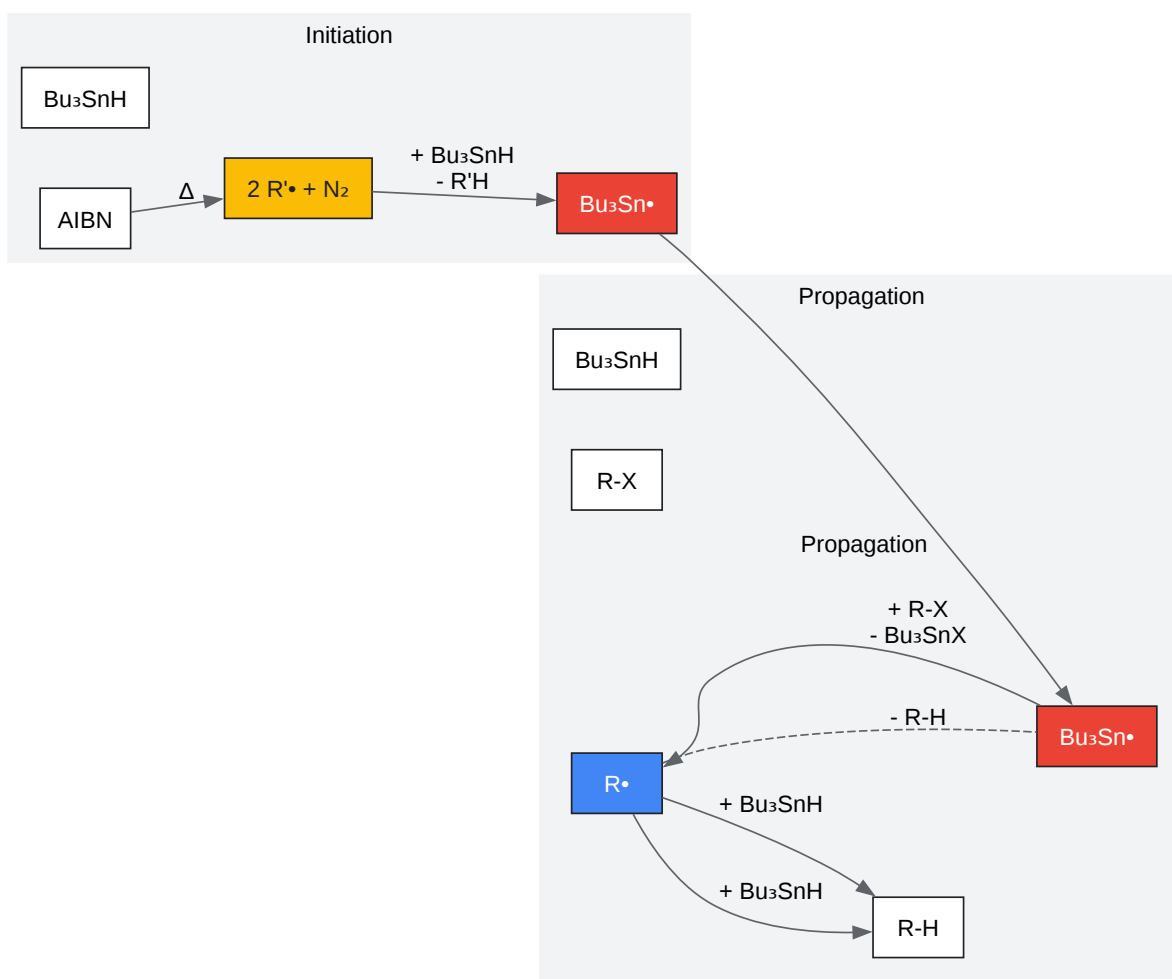 Initiation
Bu₃SnH
AIBN
Δ
2 R'• + N₂
+ Bu₃SnH
- R'H
Bu₃Sn•
Propagation
Bu₃SnH
R-X
Propagation
+ R-X
- Bu₃SnX
- R-H
Bu₃Sn•
R•
+ Bu₃SnH
+ Bu₃SnH
R-H